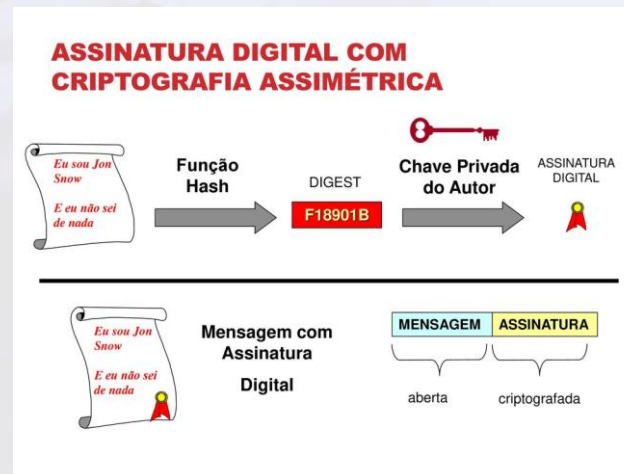 ASSINATURA DIGITAL COM
CRIPTOGRAFIA ASSIMÉTRICA
Eu sou Jon
Snow
E eu não sei
de nada
Função
Hash
DIGEST
F18901B
Chave Privada
do Autor
ASSINATURA
DIGITAL
Eu sou Jon
Snow
E eu não sei
de nada
Mensagem com
Assinatura
Digital
MENSAGEM ASSINATURA
aberta criptografada